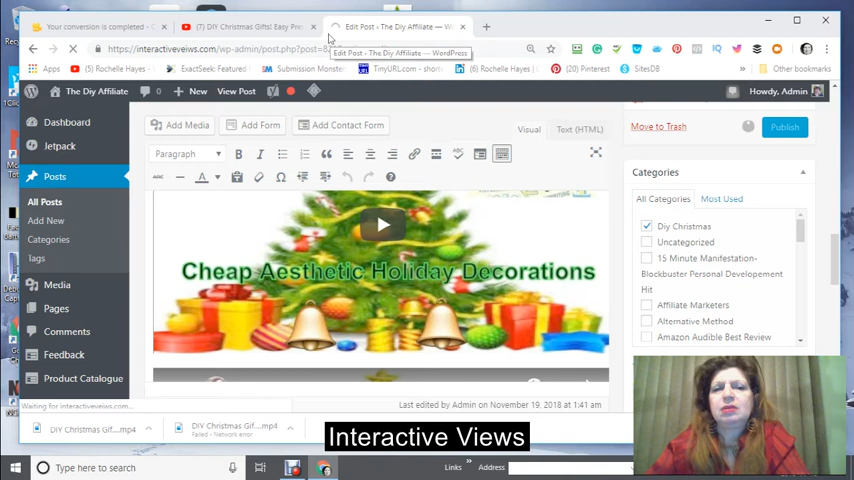 Your conversion is completed - C
(7) DIY Christmas Gifts! Easy Pre
Edit Post ‹ The Diy Affiliate — Wo
https://interactiveiews.com/wp-admin/post.php?post=8
Edit Post ‹ The Diy Affiliate — WordPress
Apps
(5) Rochelle Hayes |
ExactSeek: Featured
Submission Monster
TinyURL.com - short
(6) Rochelle Hayes |
(20) Pinterest
SitesDB
Other bookmarks
The Diy Affiliate
0
New
View Post
Howdy, Admin
Dashboard
Jetpack
Posts
All Posts
Add New
Categories
Tags
Media
Pages
Comments
Feedback
Product Catalogue
Add Media
Add Form
Add Contact Form
Visual
Text (HTML)
Paragraph
Cheap Aesthetic Holiday Decorations
Last edited by Admin on November 19, 2018 at 1:41 am
Move to Trash
Publish
Categories
All Categories
Most Used
Diy Christmas
Uncategorized
15 Minute Manifestation-
Blockbuster Personal Developement
Hit
Affiliate Marketers
Alternative Method
Amazon Audible Best Review
Waiting for interactiveiews.com...
DIY Christmas Gif....mp4
DIY Christmas Gif....mp4
Failed - Network error
Interactive Views
Type here to search
Links
Address